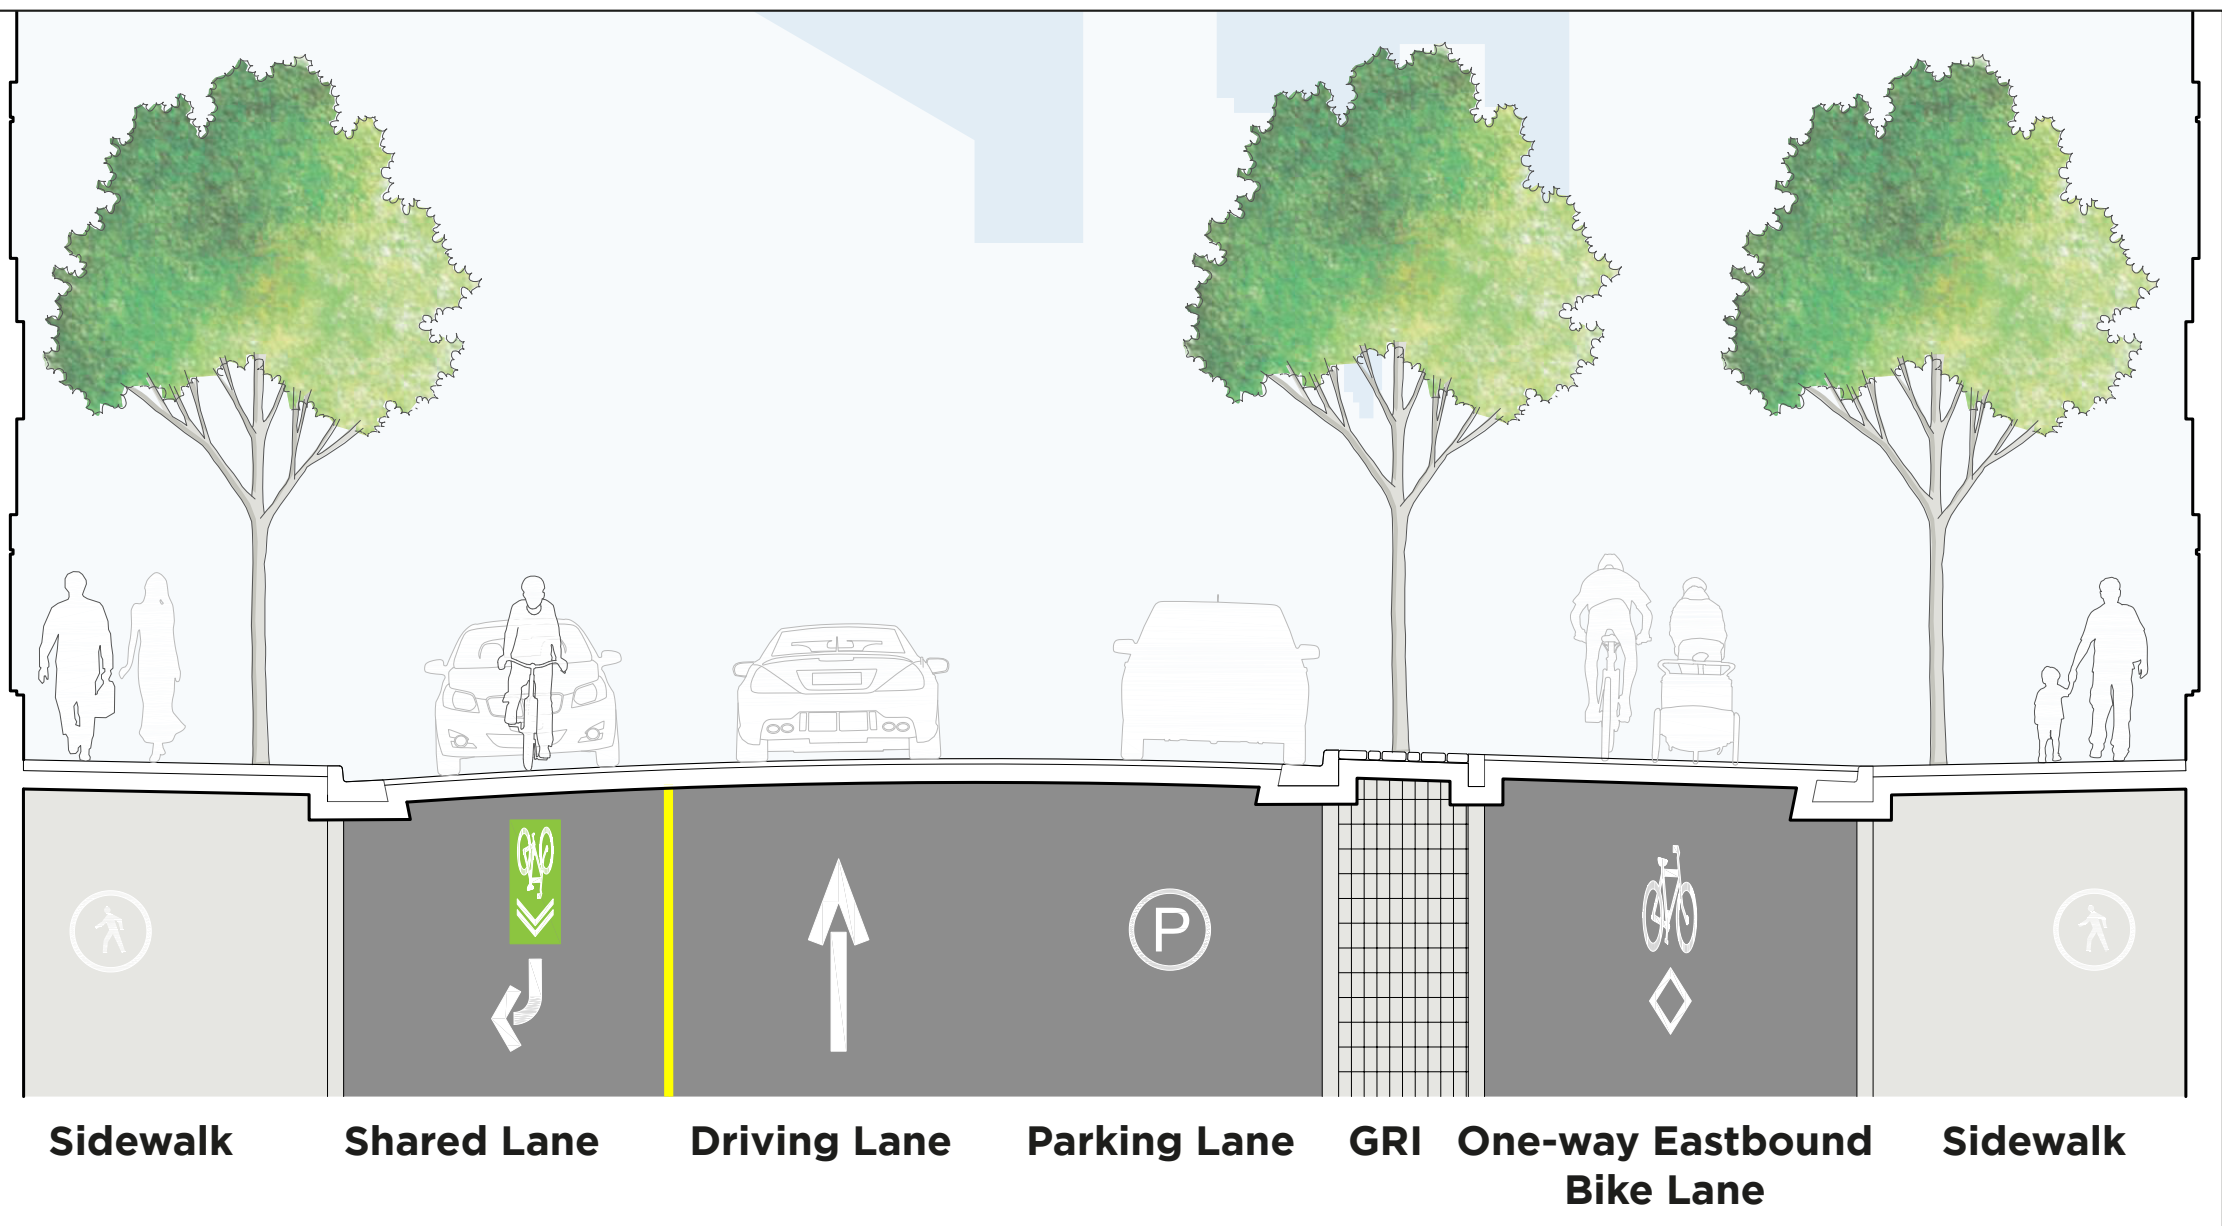 P
Sidewalk
Shared Lane
Driving Lane
Parking Lane
GRI
One-way Eastbound
Bike Lane
Sidewalk